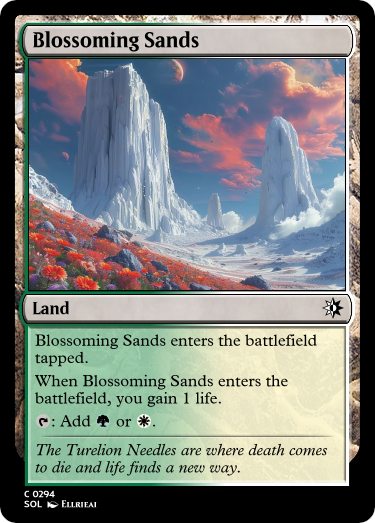 Blossoming Sands
Land
Blossoming Sands enters the battlefield
tapped.
When Blossoming Sands enters the
battlefield, you gain 1 life.
: Add or .
The Turelion Needles are where death comes
to die and life finds a new way.
C 0294
SOL Ellrieai